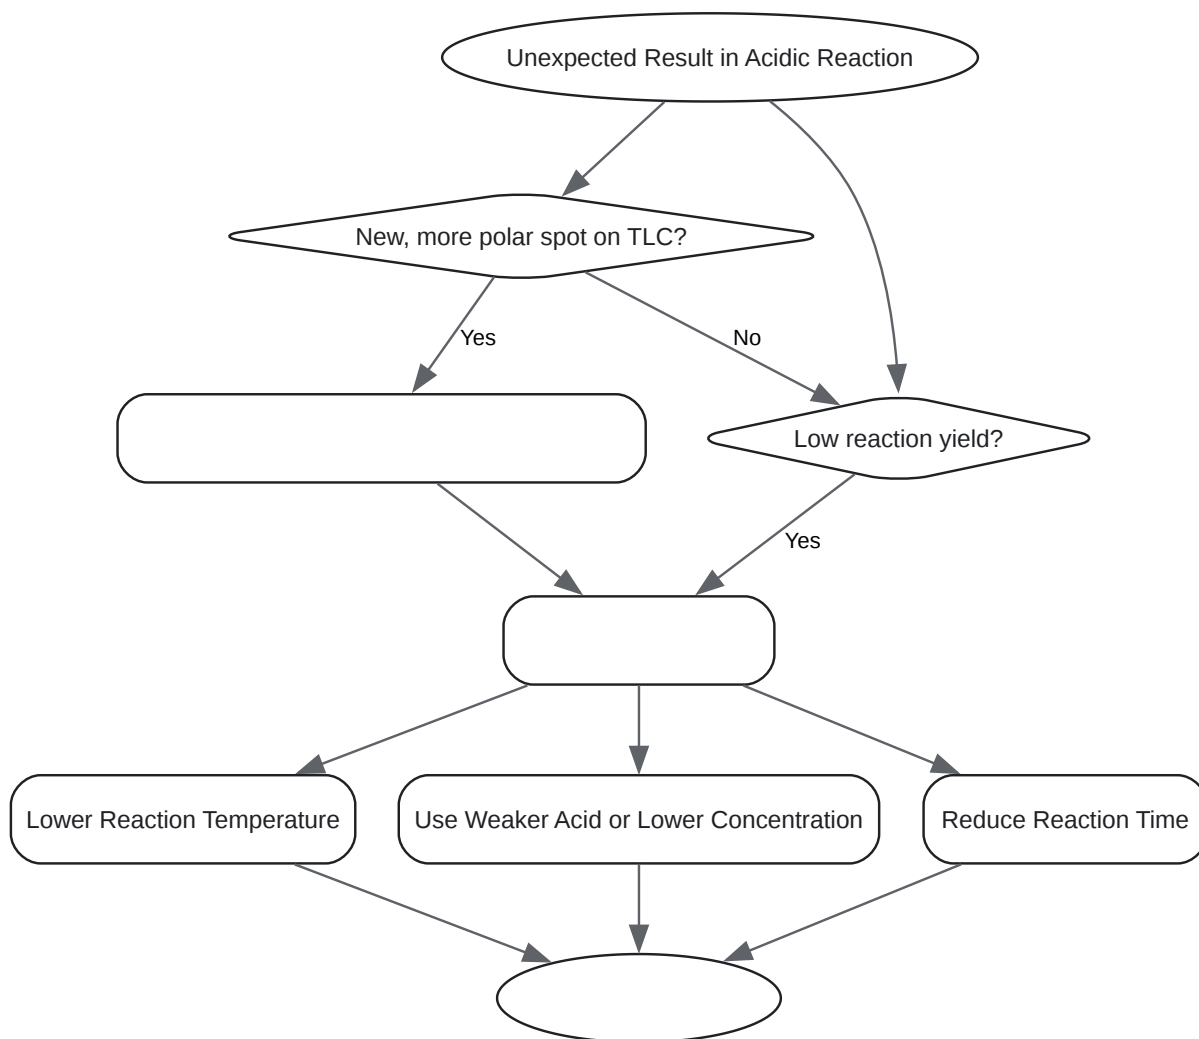 Unexpected Result in Acidic Reaction
New, more polar spot on TLC?
Yes
No
Low reaction yield?
Yes
Lower Reaction Temperature
Use Weaker Acid or Lower Concentration
Reduce Reaction Time